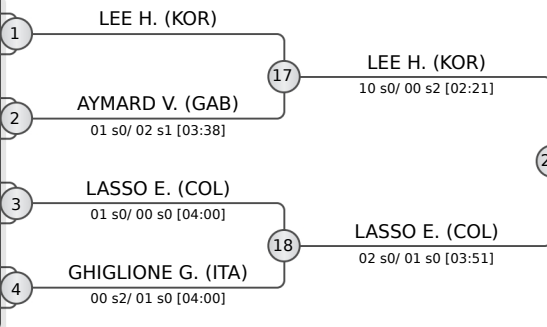 LEE H. (KOR)
1
17
LEE H. (KOR)
10 s0/ 00 s2 [02:21]
AYMARD V. (GAB)
2
01 s0/ 02 s1 [03:38]
LASSO E. (COL)
3
01 s0/ 00 s0 [04:00]
18
LASSO E. (COL)
02 s0/ 01 s0 [03:51]
GHIGLIONE G. (ITA)
4
00 s2/ 01 s0 [04:00]